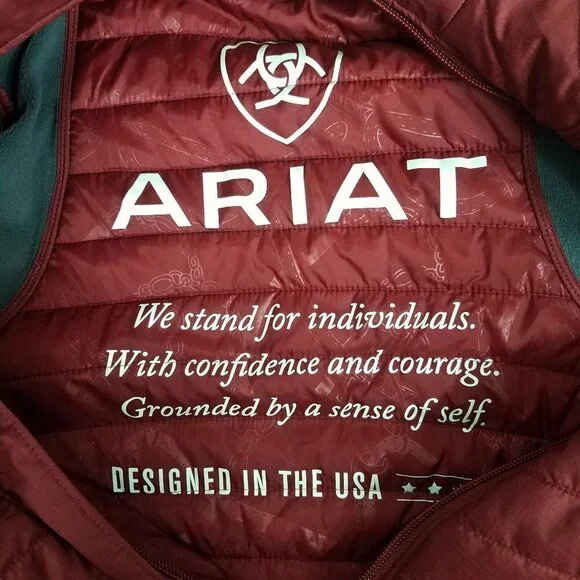 ARIAT
We stand for individuals.
With confidence and courage.
Grounded by a sense of self.
DESIGNED IN THE USA